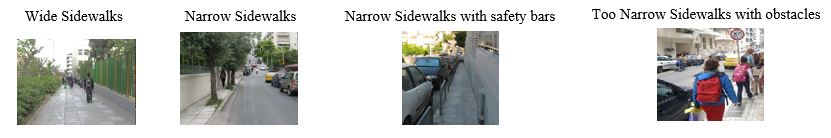 Wide Sidewalks
Narrow Sidewalks
Narrow Sidewalks with safety bars
Too Narrow Sidewalks with obstacles